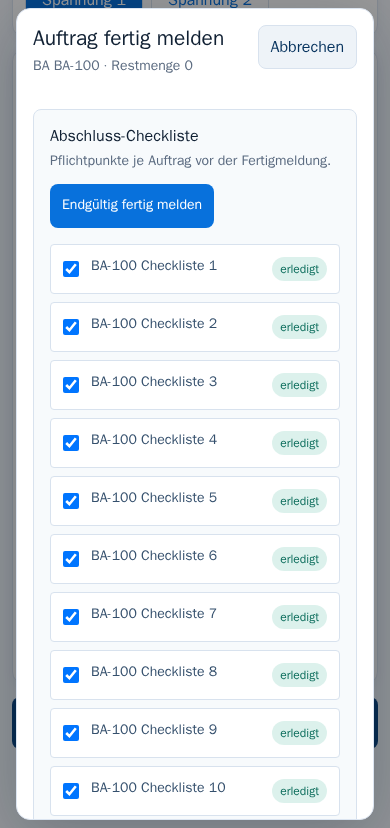 Spannung 1 Spannung 2
Auftrag fertig melden
Abbrechen
BA BA-100 · Restmenge 0
Abschluss-Checkliste
Pflichtpunkte je Auftrag vor der Fertigmeldung.
Endgültig fertig melden
BA-100 Checkliste 1 erledigt
BA-100 Checkliste 2 erledigt
BA-100 Checkliste 3 erledigt
BA-100 Checkliste 4 erledigt
BA-100 Checkliste 5 erledigt
BA-100 Checkliste 6 erledigt
BA-100 Checkliste 7 erledigt
BA-100 Checkliste 8 erledigt
BA-100 Checkliste 9 erledigt
BA-100 Checkliste 10 erledigt